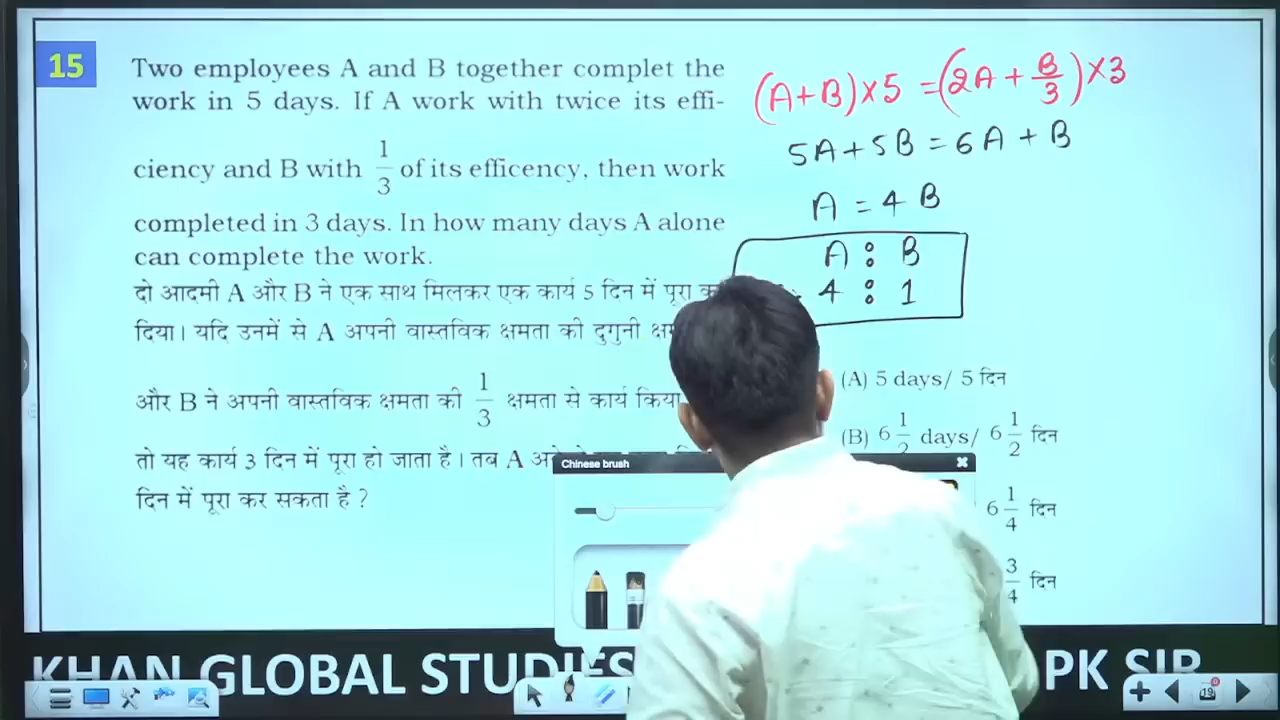 15
Two employees A and B together complet the
work in 5 days. If A work with twice its effi-
ciency and B with 1/3 of its efficency, then work
completed in 3 days. In how many days A alone
can complete the work.
दो आदमी A और B ने एक साथ मिलकर एक कार्य 5 दिन में पूरा
दिया। यदि उनमें से A अपनी वास्तविक क्षमता की दुगुनी
और B ने अपनी वास्तविक क्षमता की 1/3 क्षमता से कार्य किया
तो यह कार्य 3 दिन में पूरा हो जाता है। तब A
दिन में पूरा कर सकता है ?
(A+B)×5 = (2A + B/3)×3
5A+5B = 6A + B
A = 4 B
A : B
4 : 1
(A) 5 days/ 5 दिन
(B) 6 1/2 days/ 6 1/2 दिन
6 1/4 दिन
3/4 दिन
Chinese brush
KHAN GLOBAL STUDIES
PK SIR
19